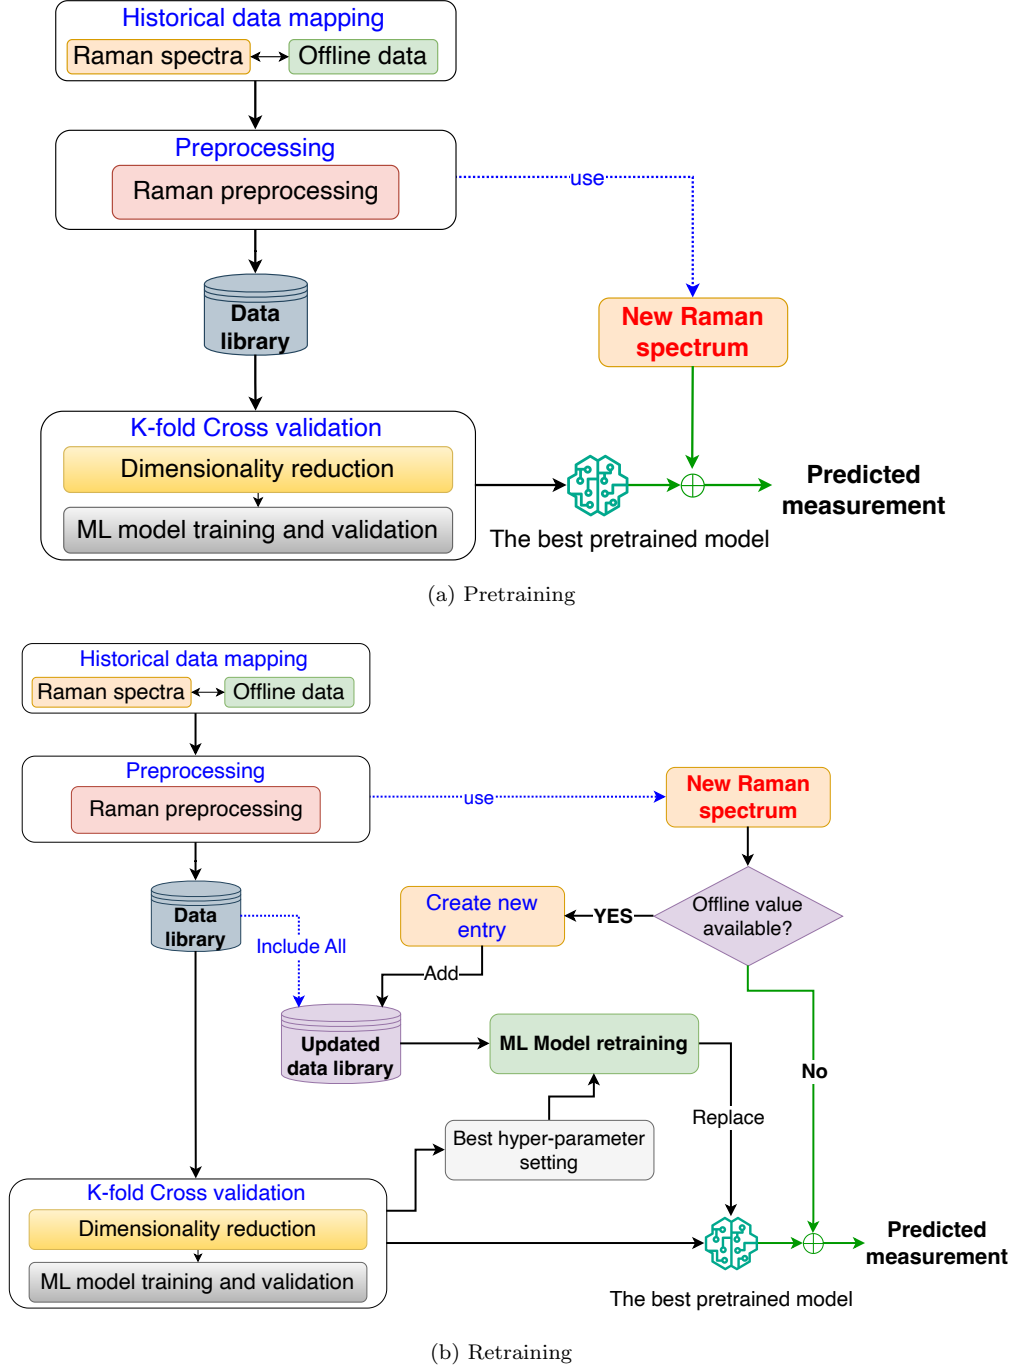 Historical data mapping
Raman spectra
Offline data
Preprocessing
Raman preprocessing
use
Data
library
New Raman
spectrum
K-fold Cross validation
Dimensionality reduction
ML model training and validation
The best pretrained model
Predicted
measurement
(a) Pretraining
Historical data mapping
Raman spectra
Offline data
Preprocessing
Raman preprocessing
use
New Raman
spectrum
Data
library
Include All
Create new
entry
YES
Offline value
available?
Add
Updated
data library
ML Model retraining
No
Replace
Best hyper-parameter
setting
K-fold Cross validation
Dimensionality reduction
ML model training and validation
The best pretrained model
Predicted
measurement
(b) Retraining